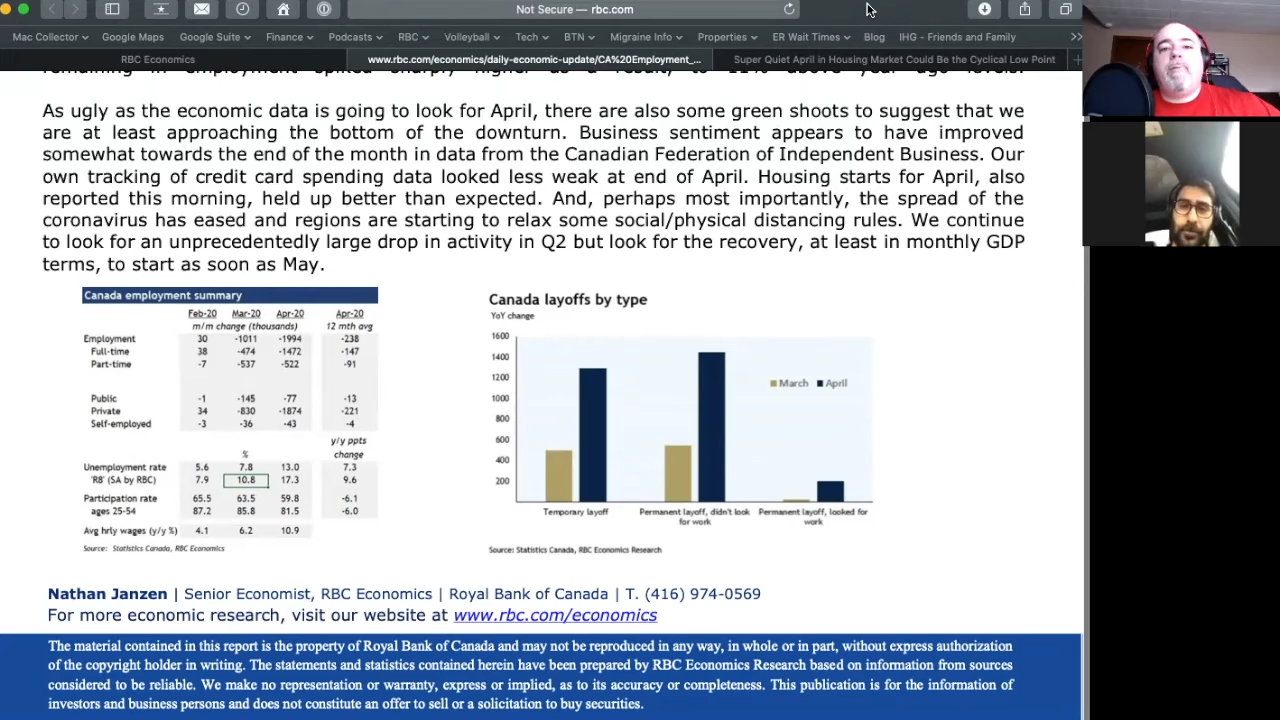 Not Secure — rbc.com
Mac Collector Google Maps Google Suite Finance Podcasts RBC Volleyball Tech BTN Migraine Info Properties ER Wait Times Blog IHG - Friends and Family
RBC Economics www.rbc.com/economics/daily-economic-update/CA%20Employment_... Super Quiet April in Housing Market Could Be the Cyclical Low Point
remaining in employment spiked sharply higher as a result, to 11% above year ago levels.
As ugly as the economic data is going to look for April, there are also some green shoots to suggest that we
are at least approaching the bottom of the downturn. Business sentiment appears to have improved
somewhat towards the end of the month in data from the Canadian Federation of Independent Business. Our
own tracking of credit card spending data looked less weak at end of April. Housing starts for April, also
reported this morning, held up better than expected. And, perhaps most importantly, the spread of the
coronavirus has eased and regions are starting to relax some social/physical distancing rules. We continue
to look for an unprecedentedly large drop in activity in Q2 but look for the recovery, at least in monthly GDP
terms, to start as soon as May.
Canada employment summary
Feb-20 Mar-20 Apr-20 Apr-20
m/m change (thousands) 12 mth avg
Employment 30 -1011 -1994 -238
Full-time 38 -474 -1472 -147
Part-time -7 -537 -522 -91
Public -1 -145 -77 -13
Private 34 -830 -1874 -221
Self-employed -3 -36 -43 -4
y/y ppts
% change
Unemployment rate 5.6 7.8 13.0 7.3
'R8' (SA by RBC) 7.9 10.8 17.3 9.6
Participation rate 65.5 63.5 59.8 -6.1
ages 25-54 87.2 85.8 81.5 -6.0
Avg hrly wages (y/y %) 4.1 6.2 10.9
Source: Statistics Canada, RBC Economics
Canada layoffs by type
YoY change
1600
1400
1200
1000
800
600
400
200
March April
Temporary layoff
Permanent layoff, didn't look
for work
Permanent layoff, looked for
work
Source: Statistics Canada, RBC Economics Research
Nathan Janzen | Senior Economist, RBC Economics | Royal Bank of Canada | T. (416) 974-0569
For more economic research, visit our website at www.rbc.com/economics
The material contained in this report is the property of Royal Bank of Canada and may not be reproduced in any way, in whole or in part, without express authorization
of the copyright holder in writing. The statements and statistics contained herein have been prepared by RBC Economics Research based on information from sources
considered to be reliable. We make no representation or warranty, express or implied, as to its accuracy or completeness. This publication is for the information of
investors and business persons and does not constitute an offer to sell or a solicitation to buy securities.